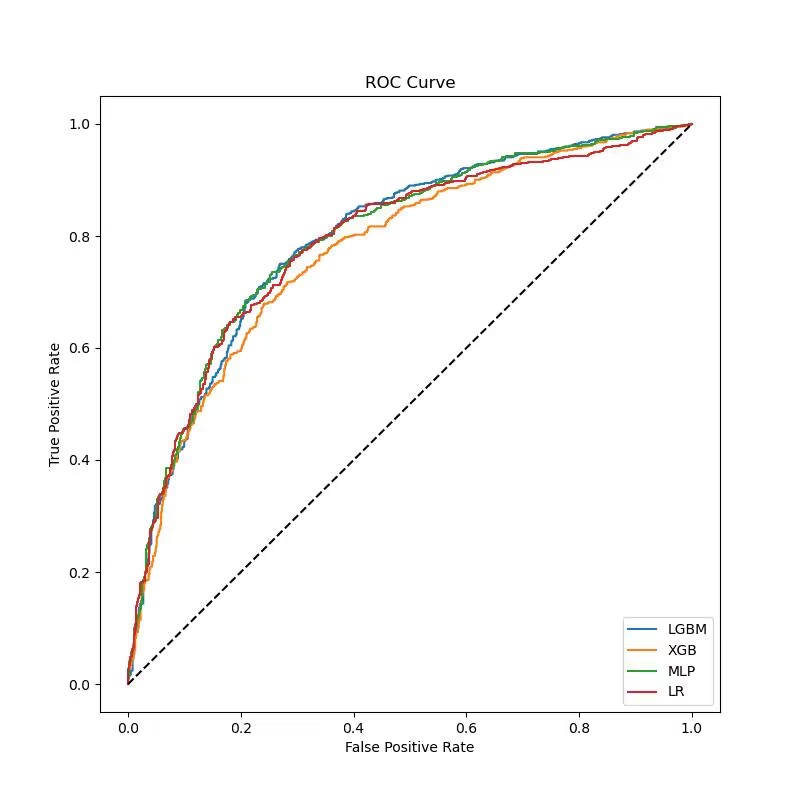 ROC Curve
1.0
0.8
0.6
0.4
0.2
0.0
True Positive Rate
0.0 0.2 0.4 0.6 0.8 1.0
False Positive Rate
LGBM
XGB
MLP
LR